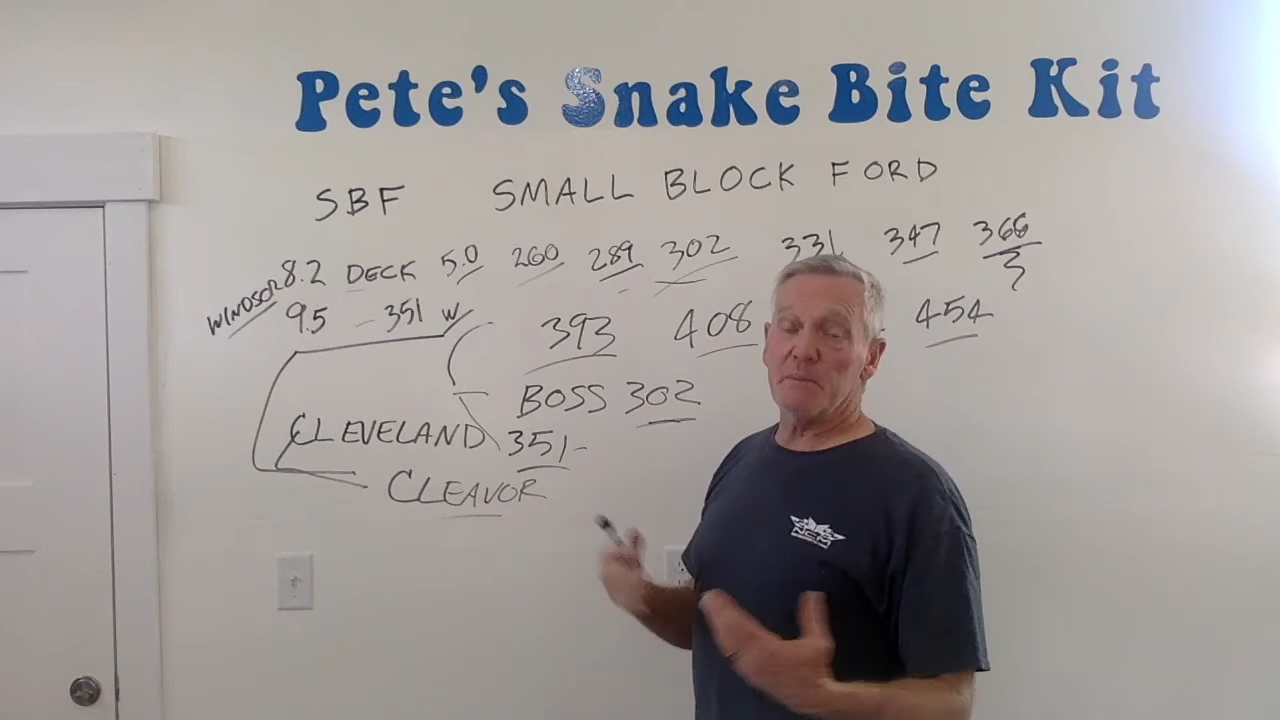 Pete's Snake Bite Kit
SBF SMALL BLOCK FORD
WINDSOR 8.2 DECK 5.0 260 289 302 331 347 366
9.5 - 351 W 393 408 454
BOSS 302
CLEVELAND 351-
CLEAVOR
NCM